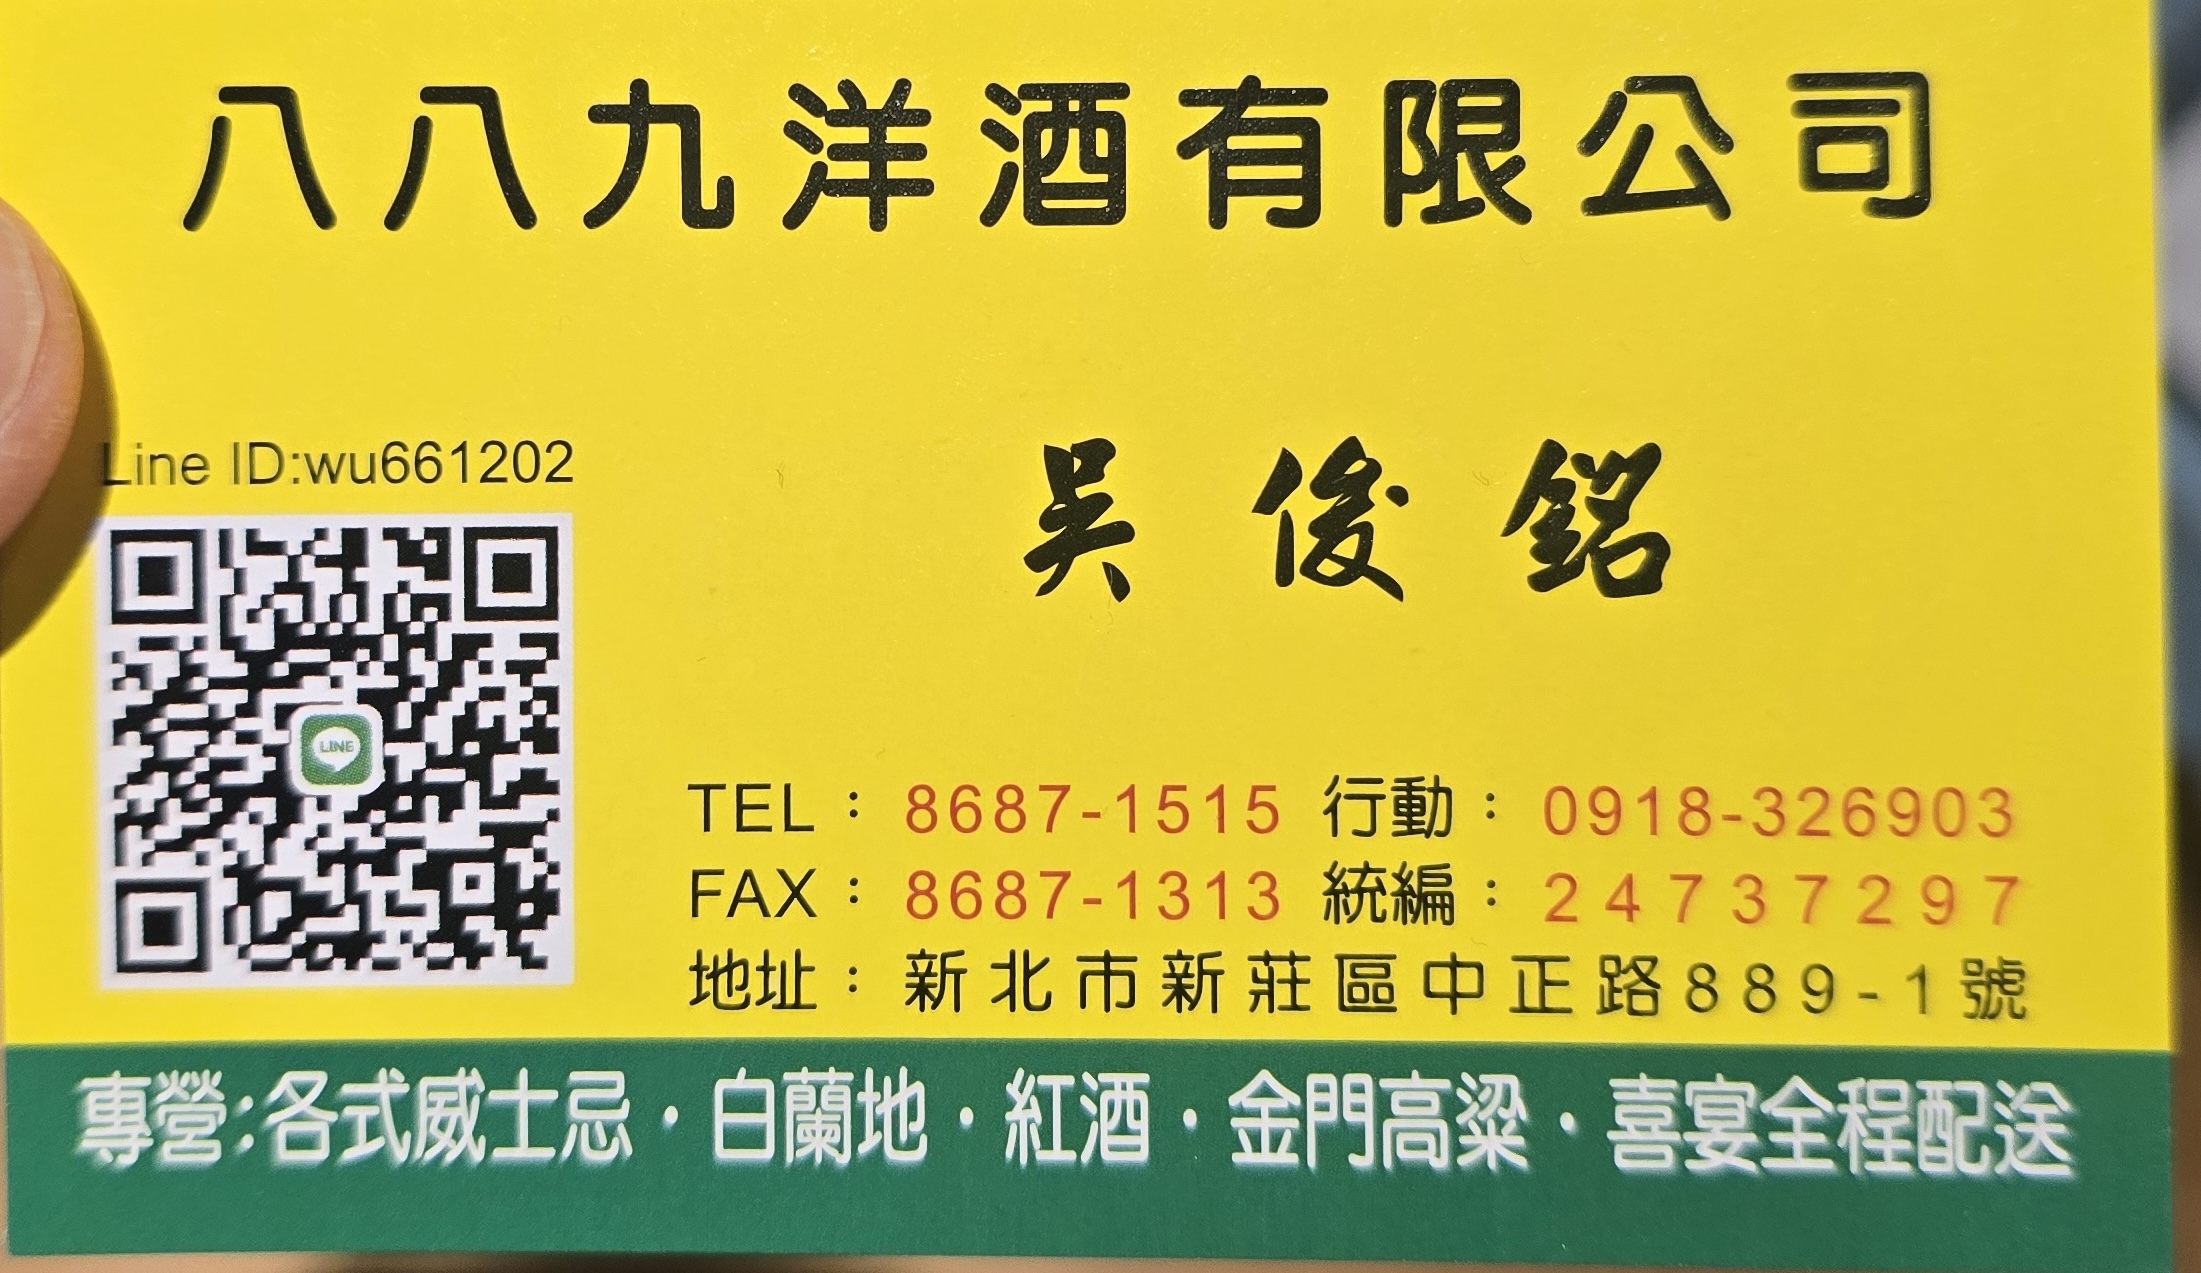 八八九洋酒有限公司
Line ID:wu661202
吳俊銘
LINE
TEL：8687-1515 行動：0918-326903
FAX：8687-1313 統編：24737297
地址：新北市新莊區中正路889-1號
專營:各式威士忌・白蘭地・紅酒・金門高粱・喜宴全程配送